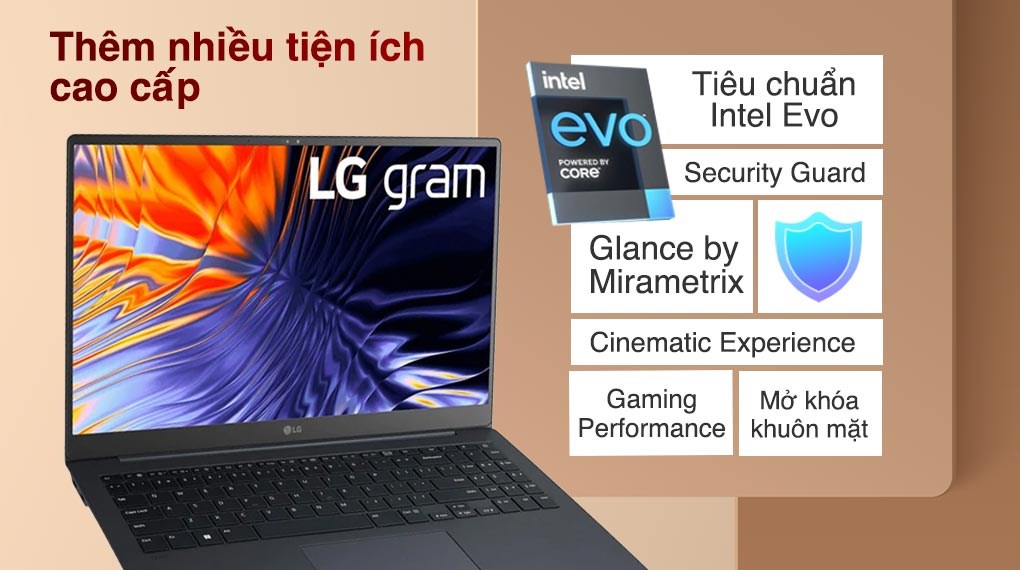 Thêm nhiều tiện ích
cao cấp
LG gram
LG
intel
evo
POWERED BY
CORE
Tiêu chuẩn
Intel Evo
Security Guard
Glance by
Mirametrix
Cinematic Experience
Gaming
Performance
Mở khóa
khuôn mặt